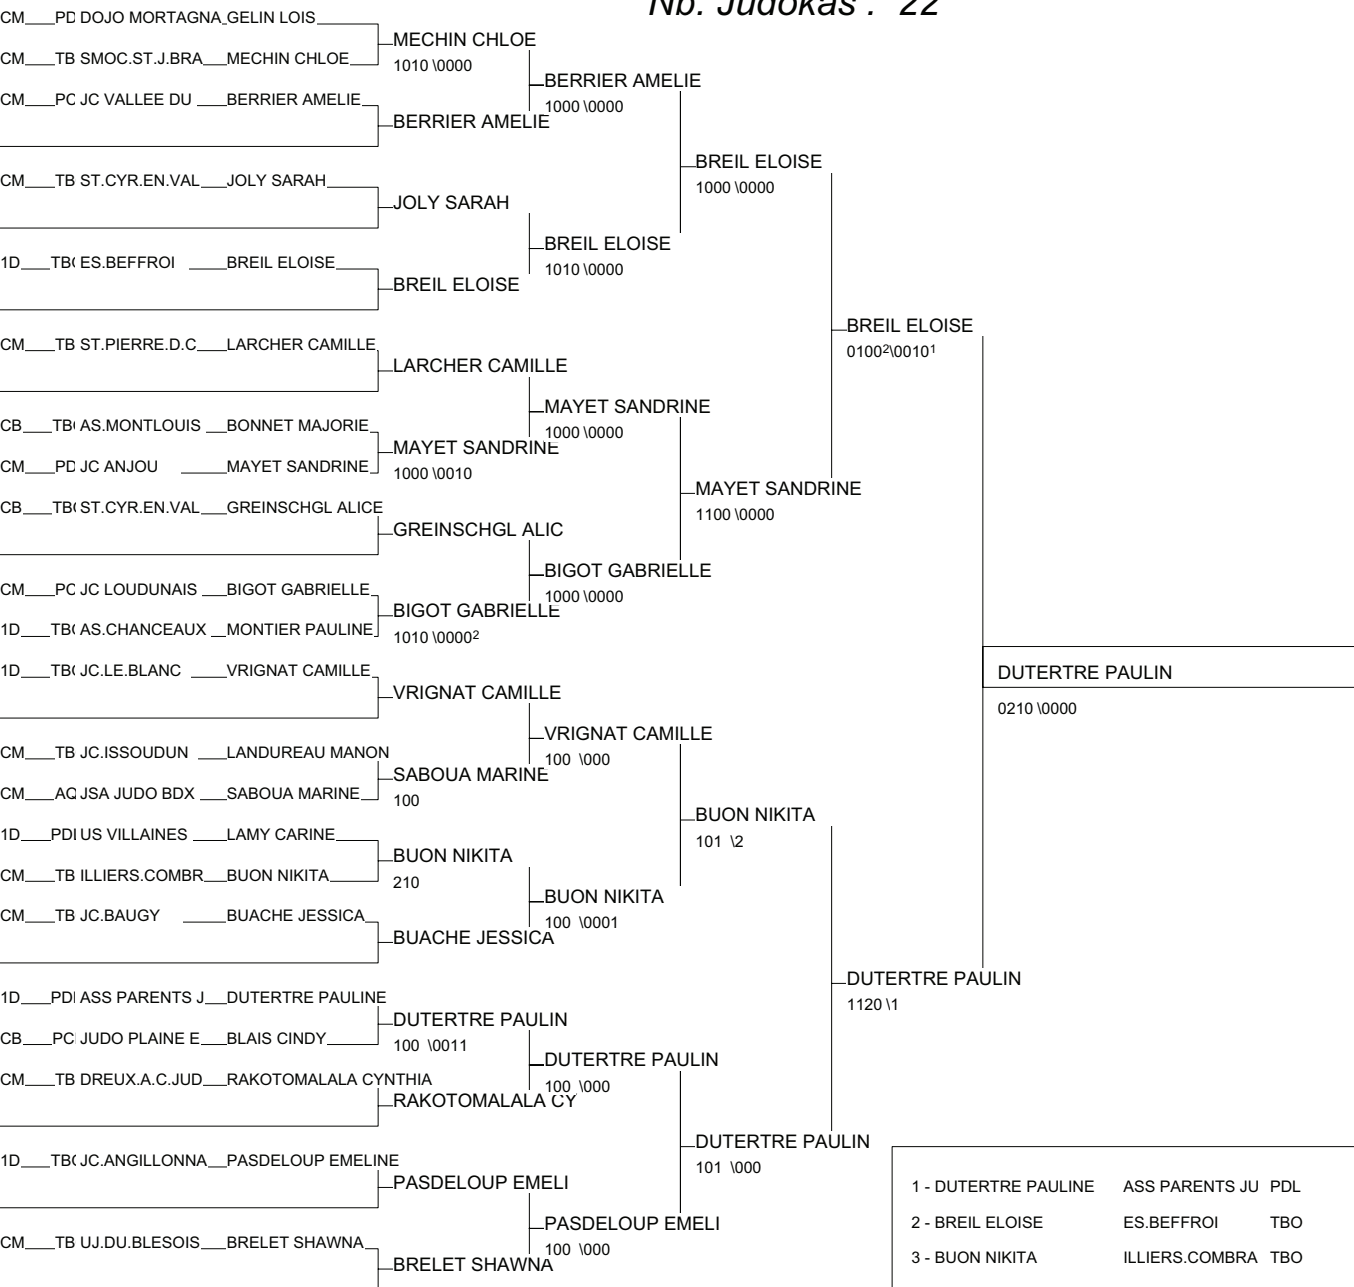 Nb. Judokas : 22
CM PD DOJO MORTAGNA GELIN LOIS
MECHIN CHLOE
CM TB SMOC.ST.J.BRA MECHIN CHLOE
1010 \0000
BERRIER AMELIE
CM PC JC VALLEE DU BERRIER AMELIE
1000 \0000
BERRIER AMELIE
BREIL ELOISE
CM TB ST.CYR.EN.VAL JOLY SARAH
1000 \0000
JOLY SARAH
BREIL ELOISE
1D TBO ES.BEFFROI BREIL ELOISE
1010 \0000
BREIL ELOISE
BREIL ELOISE
CM TB ST.PIERRE.D.C LARCHER CAMILLE
0100²\0010¹
LARCHER CAMILLE
MAYET SANDRINE
CB TBO AS.MONTLOUIS BONNET MAJORIE
1000 \0000
MAYET SANDRINE
CM PD JC ANJOU MAYET SANDRINE
1000 \0010
MAYET SANDRINE
CB TBO ST.CYR.EN.VAL GREINSCHGL ALICE
1100 \0000
GREINSCHGL ALIC
BIGOT GABRIELLE
CM PC JC LOUDUNAIS BIGOT GABRIELLE
1000 \0000
BIGOT GABRIELLE
1D TBO AS.CHANCEAUX MONTIER PAULINE
1010 \0000²
1D TBO JC.LE.BLANC VRIGNAT CAMILLE
DUTERTRE PAULIN
VRIGNAT CAMILLE
0210 \0000
VRIGNAT CAMILLE
CM TB JC.ISSOUDUN LANDUREAU MANON
100 \000
SABOUA MARINE
CM AQ JSA JUDO BDX SABOUA MARINE
100
BUON NIKITA
1D PDL US VILLAINES LAMY CARINE
101 \2
BUON NIKITA
CM TB ILLIERS.COMBR BUON NIKITA
210
BUON NIKITA
CM TB JC.BAUGY BUACHE JESSICA
100 \0001
BUACHE JESSICA
DUTERTRE PAULIN
1D PDL ASS PARENTS J DUTERTRE PAULINE
1120 \1
DUTERTRE PAULIN
CB PC JUDO PLAINE E BLAIS CINDY
100 \0011
DUTERTRE PAULIN
CM TB DREUX.A.C.JUD RAKOTOMALALA CYNTHIA
100 \000
RAKOTOMALALA CY
DUTERTRE PAULIN
1D TBO JC.ANGILLONNA PASDELOUP EMELINE
101 \000
PASDELOUP EMELI
1 - DUTERTRE PAULINE ASS PARENTS JU PDL
PASDELOUP EMELI
2 - BREIL ELOISE ES.BEFFROI TBO
CM TB UJ.DU.BLESOIS BRELET SHAWNA
100 \000
BRELET SHAWNA
3 - BUON NIKITA ILLIERS.COMBRA TBO